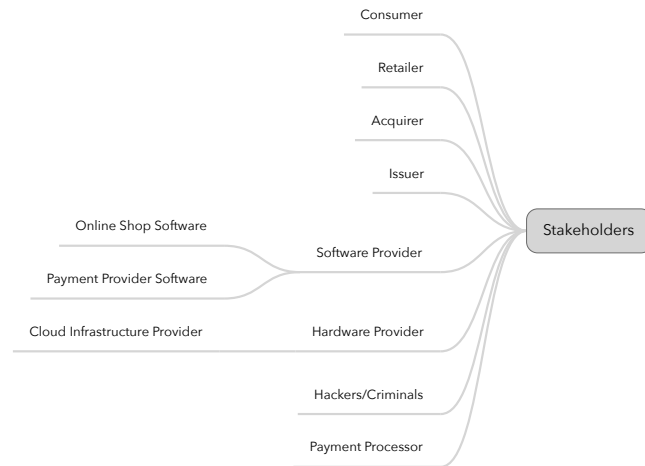 Consumer
Retailer
Acquirer
Issuer
Stakeholders
Online Shop Software
Software Provider
Payment Provider Software
Cloud Infrastructure Provider
Hardware Provider
Hackers/Criminals
Payment Processor